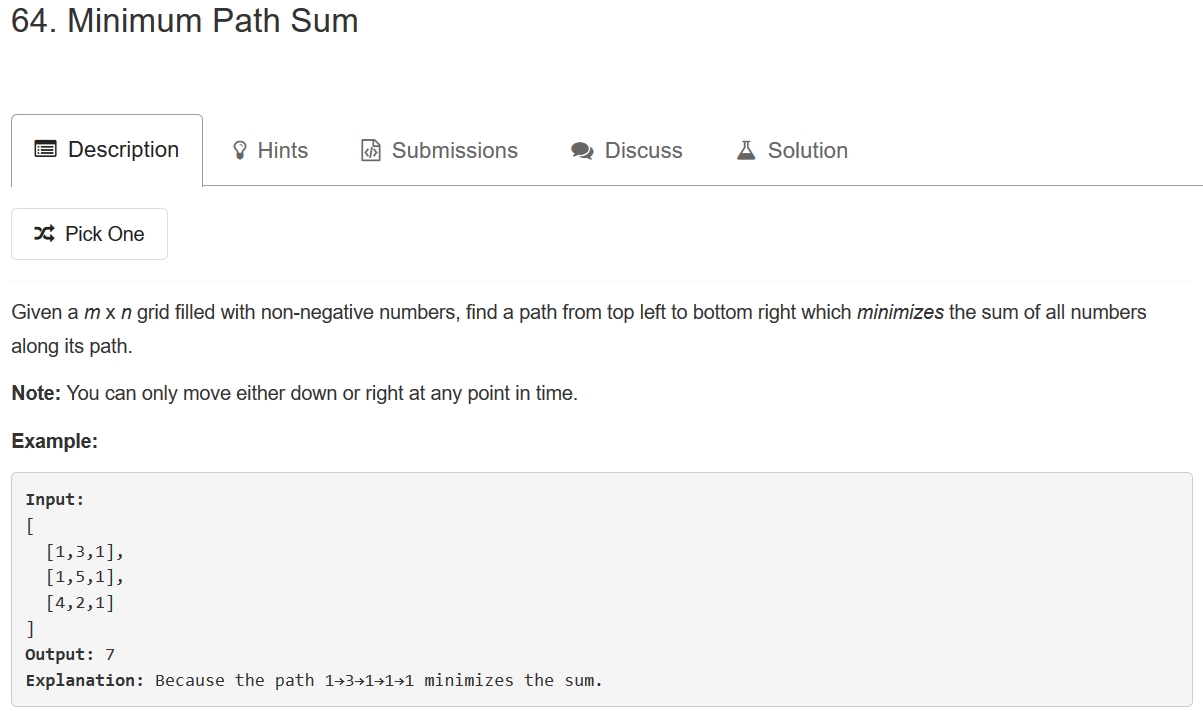 64. Minimum Path Sum
Description Hints Submissions Discuss Solution
Pick One
Given a m x n grid filled with non-negative numbers, find a path from top left to bottom right which minimizes the sum of all numbers
along its path.
Note: You can only move either down or right at any point in time.
Example:
Input:
[
  [1,3,1],
  [1,5,1],
  [4,2,1]
]
Output: 7
Explanation: Because the path 1→3→1→1→1 minimizes the sum.